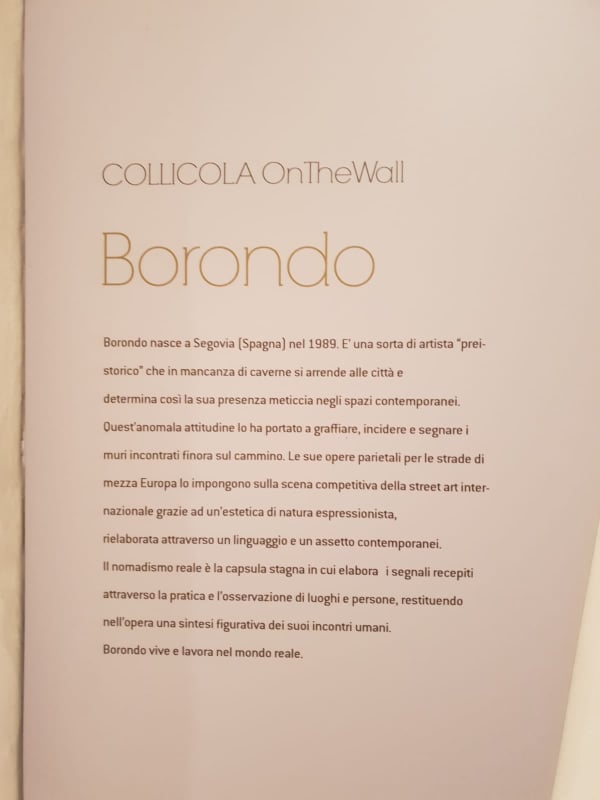 COLLICOLA OnTheWall
Borondo
Borondo nasce a Segovia (Spagna) nel 1989. E' una sorta di artista "prei-
storico" che in mancanza di caverne si arrende alle città e
determina così la sua presenza meticcia negli spazi contemporanei.
Quest'anomala attitudine lo ha portato a graffiare, incidere e segnare i
muri incontrati finora sul cammino. Le sue opere parietali per le strade di
mezza Europa lo impongono sulla scena competitiva della street art inter-
nazionale grazie ad un'estetica di natura espressionista,
rielaborata attraverso un linguaggio e un assetto contemporanei.
Il nomadismo reale è la capsula stagna in cui elabora i segnali recepiti
attraverso la pratica e l'osservazione di luoghi e persone, restituendo
nell'opera una sintesi figurativa dei suoi incontri umani.
Borondo vive e lavora nel mondo reale.